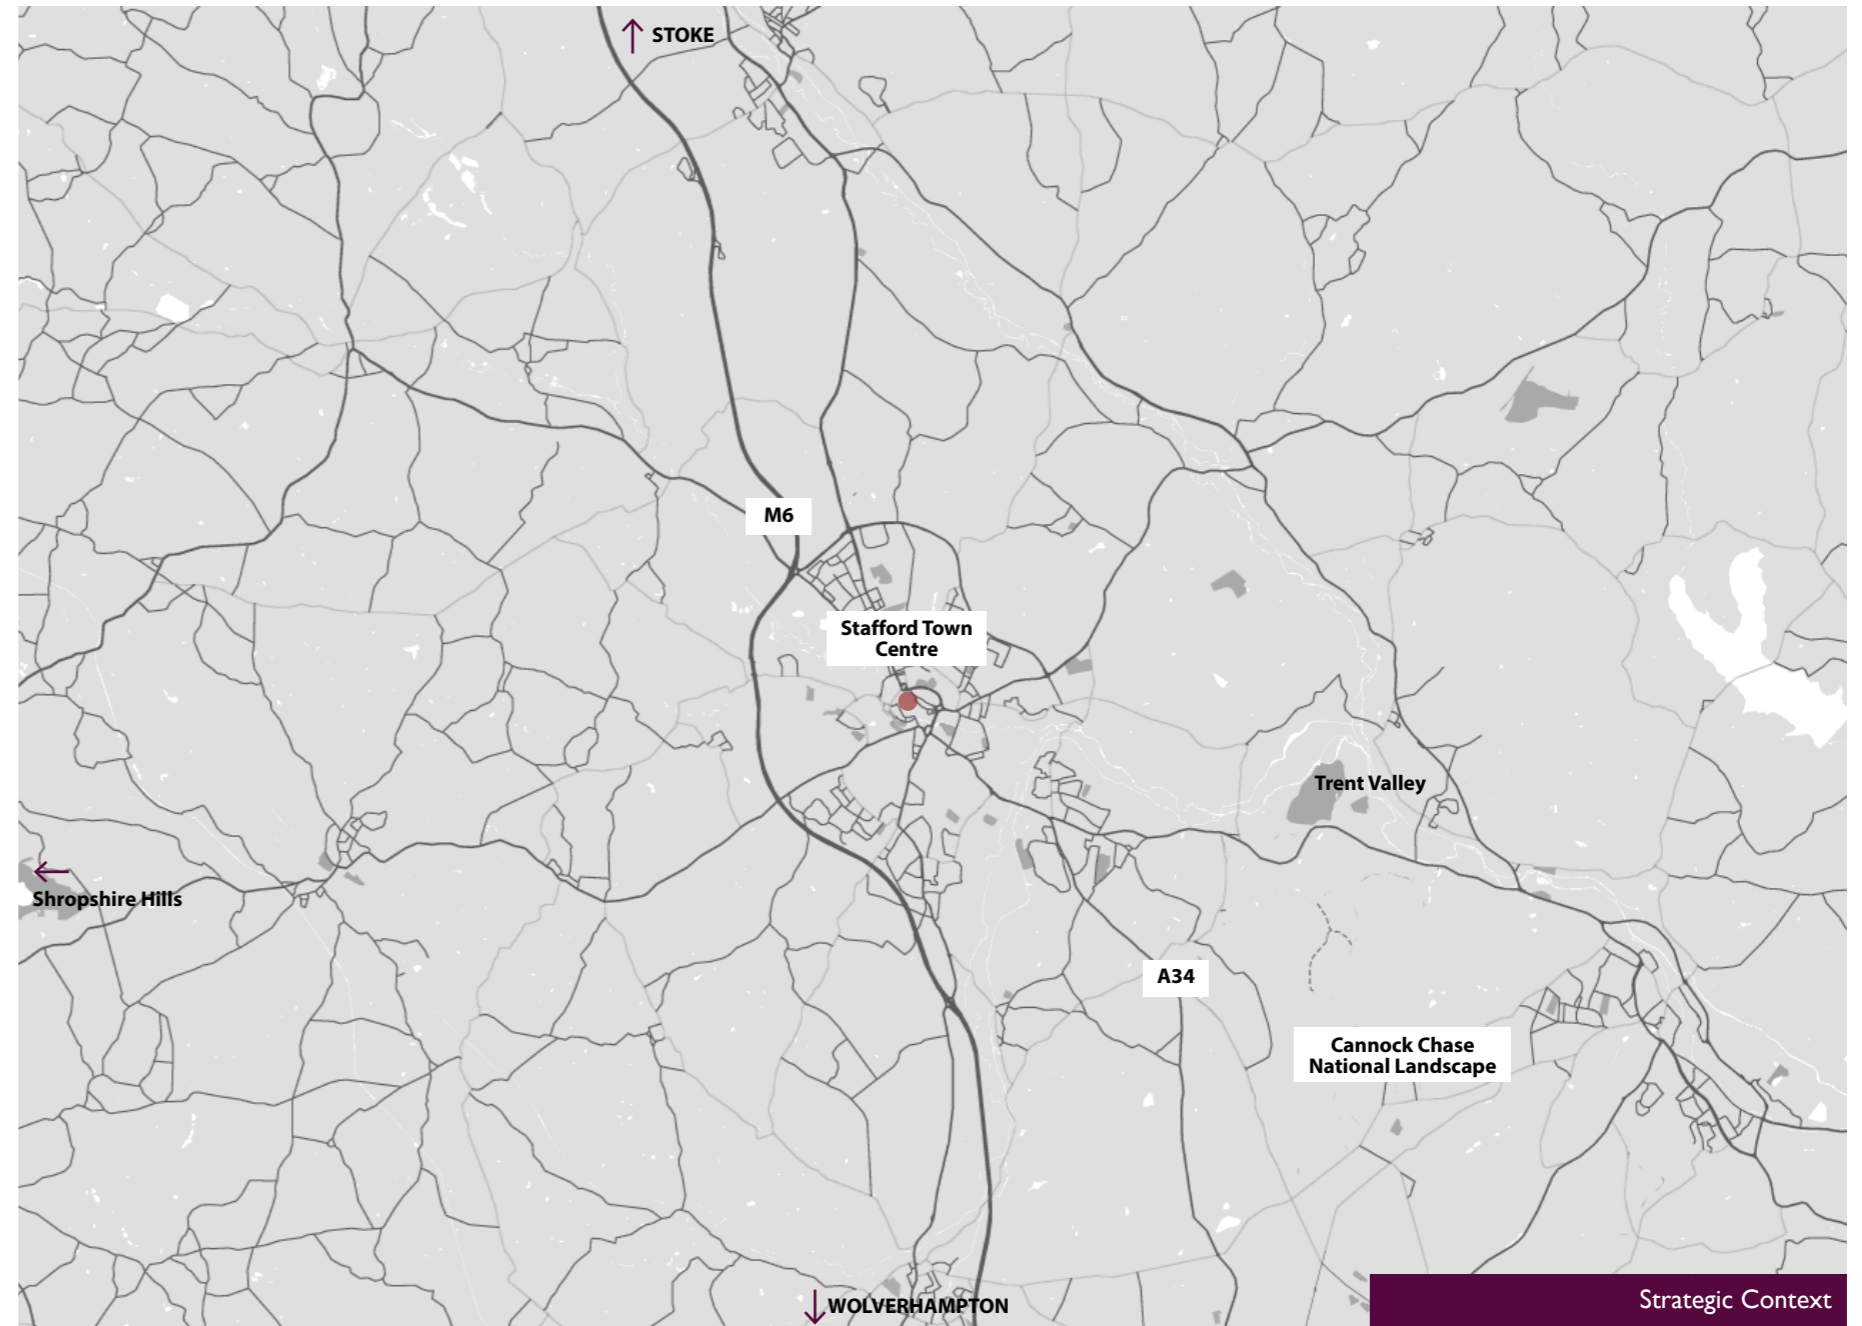 STOKE
M6
Stafford Town
Centre
Trent Valley
Shropshire Hills
A34
Cannock Chase
National Landscape
WOLVERHAMPTON
Strategic Context